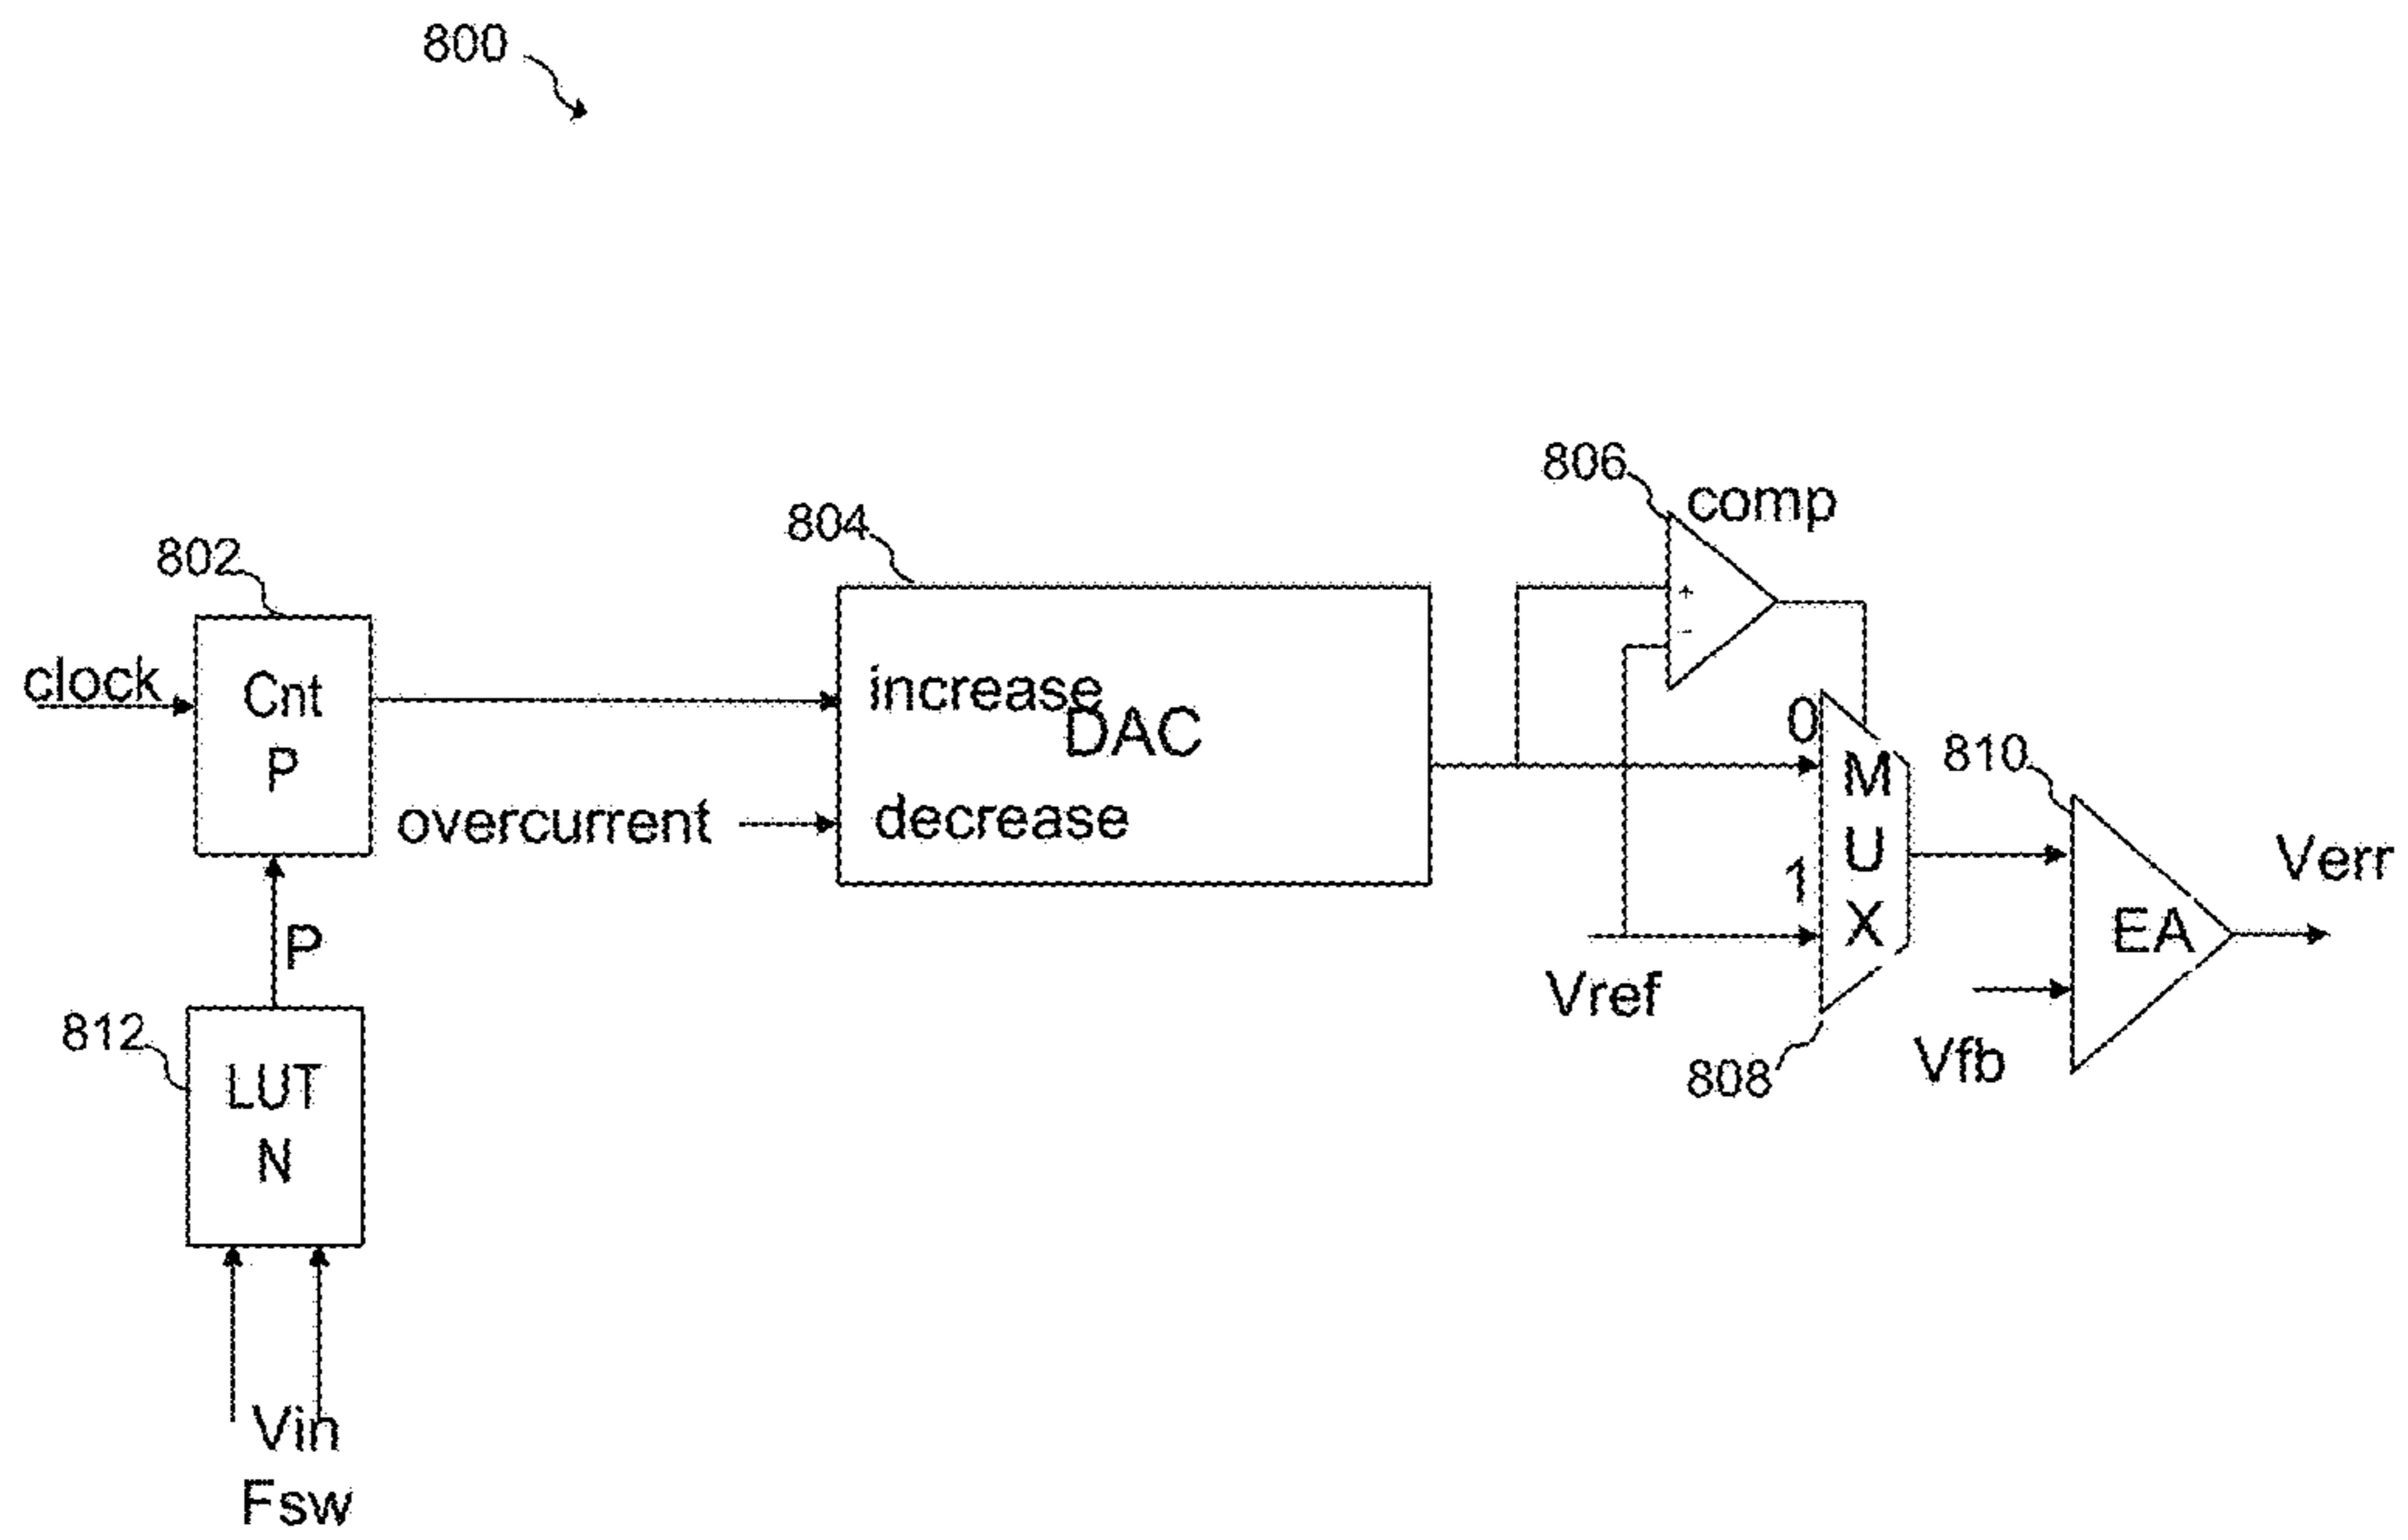 800
806
comp
804
802
clock
Cnt
P
increase
DAC
0
M
U
X
810
overcurrent
decrease
1
Verr
EA
P
Vref
812
LUT
N
808
Vfb
+
-
Vin
Fsw